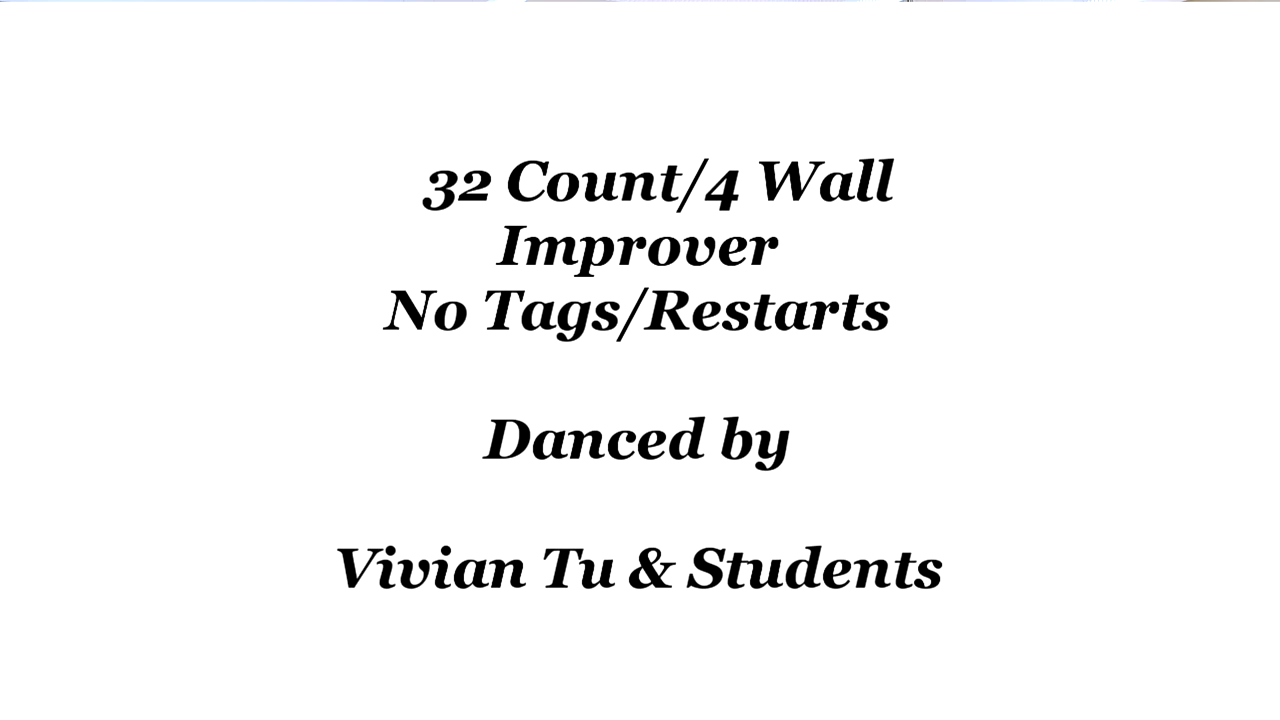 32 Count/4 Wall
Improver
No Tags/Restarts
Danced by
Vivian Tu & Students